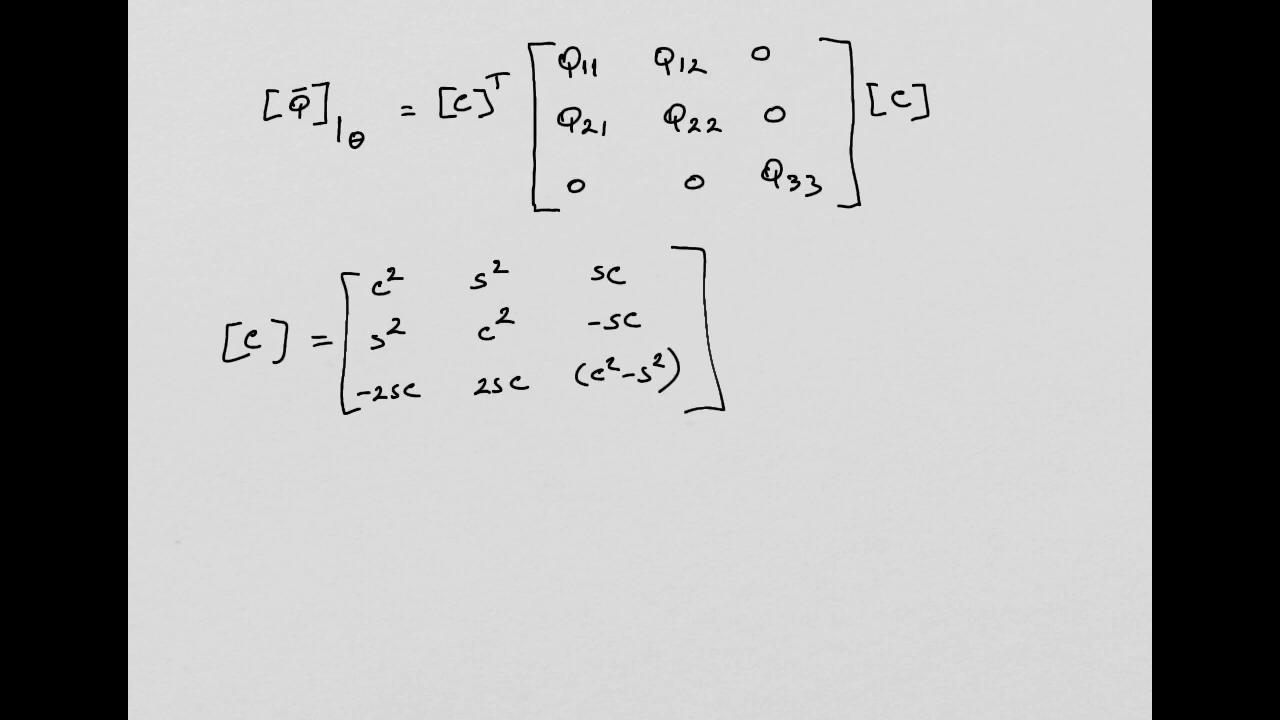 [Q̄]|θ = [C]ᵀ [ Q11 Q12 0
Q21 Q22 0
0 0 Q33 ] [C]
[C] = [ c² s² sc
s² c² -sc
-2sc 2sc (c²-s²) ]